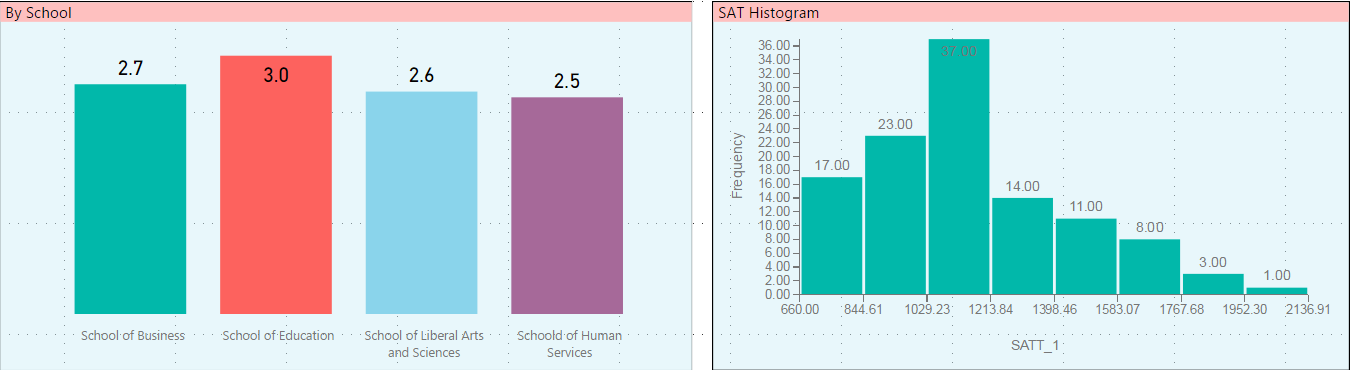 By School
2.7
3.0
2.6
2.5
School of Business
School of Education
School of Liberal Arts
and Sciences
Schoold of Human
Services
SAT Histogram
Frequency
36.00
34.00
32.00
30.00
28.00
26.00
24.00
22.00
20.00
18.00
16.00
14.00
12.00
10.00
8.00
6.00
4.00
2.00
0.00
17.00
23.00
37.00
14.00
11.00
8.00
3.00
1.00
660.00 844.61 1029.23 1213.84 1398.46 1583.07 1767.68 1952.30 2136.91
SATT_1